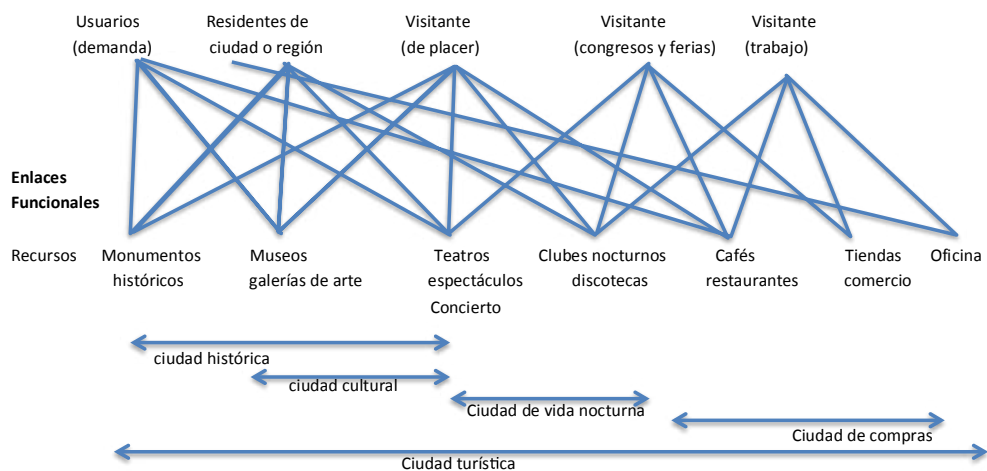 Usuarios
(demanda)
Residentes de
ciudad o región
Visitante
(de placer)
Visitante
(congresos y ferias)
Visitante
(trabajo)
Enlaces
Funcionales
Recursos
Monumentos
históricos
Museos
galerías de arte
Teatros
espectáculos
Concierto
Clubes nocturnos
discotecas
Cafés
restaurantes
Tiendas
comercio
Oficina
ciudad histórica
ciudad cultural
Ciudad de vida nocturna
Ciudad de compras
Ciudad turística